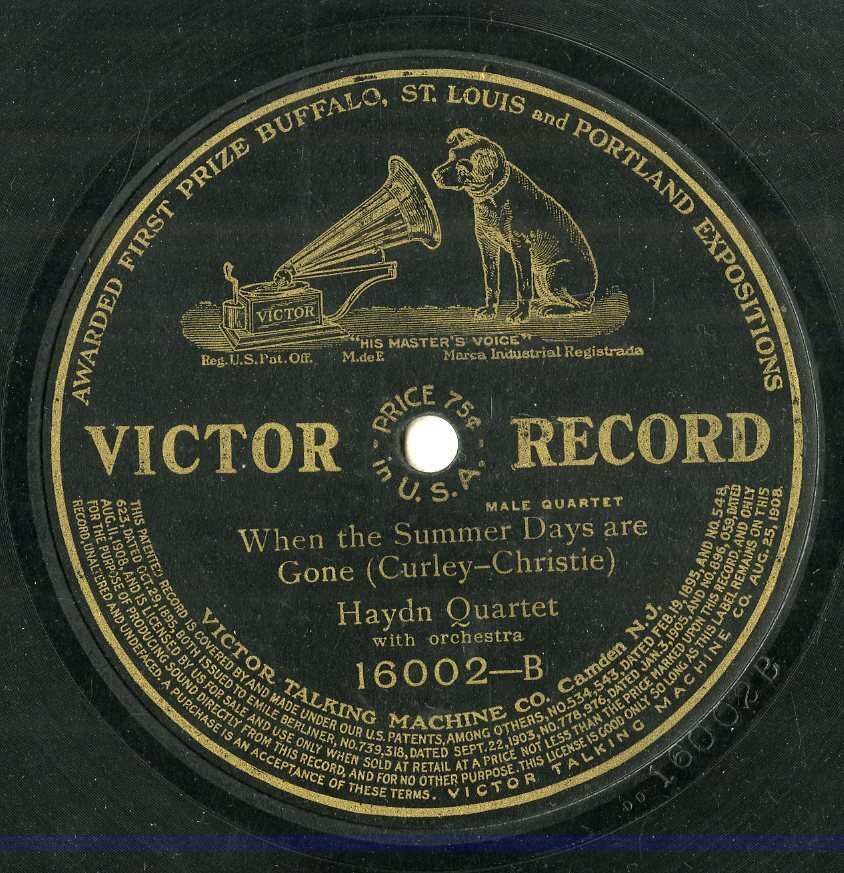 AWARDED FIRST PRIZE BUFFALO, ST. LOUIS and PORTLAND EXPOSITIONS
VICTOR
"HIS MASTER'S VOICE"
Reg. U.S. Pat. Off. M. de F. Marca Industrial Registrada
VICTOR RECORD
-PRICE 75¢-
in U.S.A.
MALE QUARTET
When the Summer Days are
Gone (Curley-Christie)
Haydn Quartet
with orchestra
16002-B
VICTOR TALKING MACHINE CO. Camden N.J.
THIS PATENTED RECORD IS COVERED BY AND MADE UNDER OUR U.S. PATENTS, AMONG OTHERS, NO. 534,543, DATED FEB. 19, 1895, AND NO. 548,
623, DATED OCT. 29, 1895, BOTH ISSUED TO EMILE BERLINER, NO. 739,318, DATED SEPT. 22, 1903, NO. 778,976, DATED JAN. 3, 1905, AND NO. 896,059, DATED
AUG. 11, 1908, AND IS LICENSED BY US FOR SALE AND USE ONLY WHEN SOLD AT RETAIL AT A PRICE NOT LESS THAN THE PRICE MARKED UPON THIS RECORD, AND ONLY
FOR THE PURPOSE OF PRODUCING SOUND DIRECTLY FROM THIS RECORD, AND FOR NO OTHER PURPOSE. THIS LICENSE IS GOOD ONLY SO LONG AS THIS LABEL REMAINS ON THIS
RECORD, UNALTERED AND UNDEFACED. A PURCHASE IS AN ACCEPTANCE OF THESE TERMS. VICTOR TALKING MACHINE CO. AUG. 25, 1908.
16002B